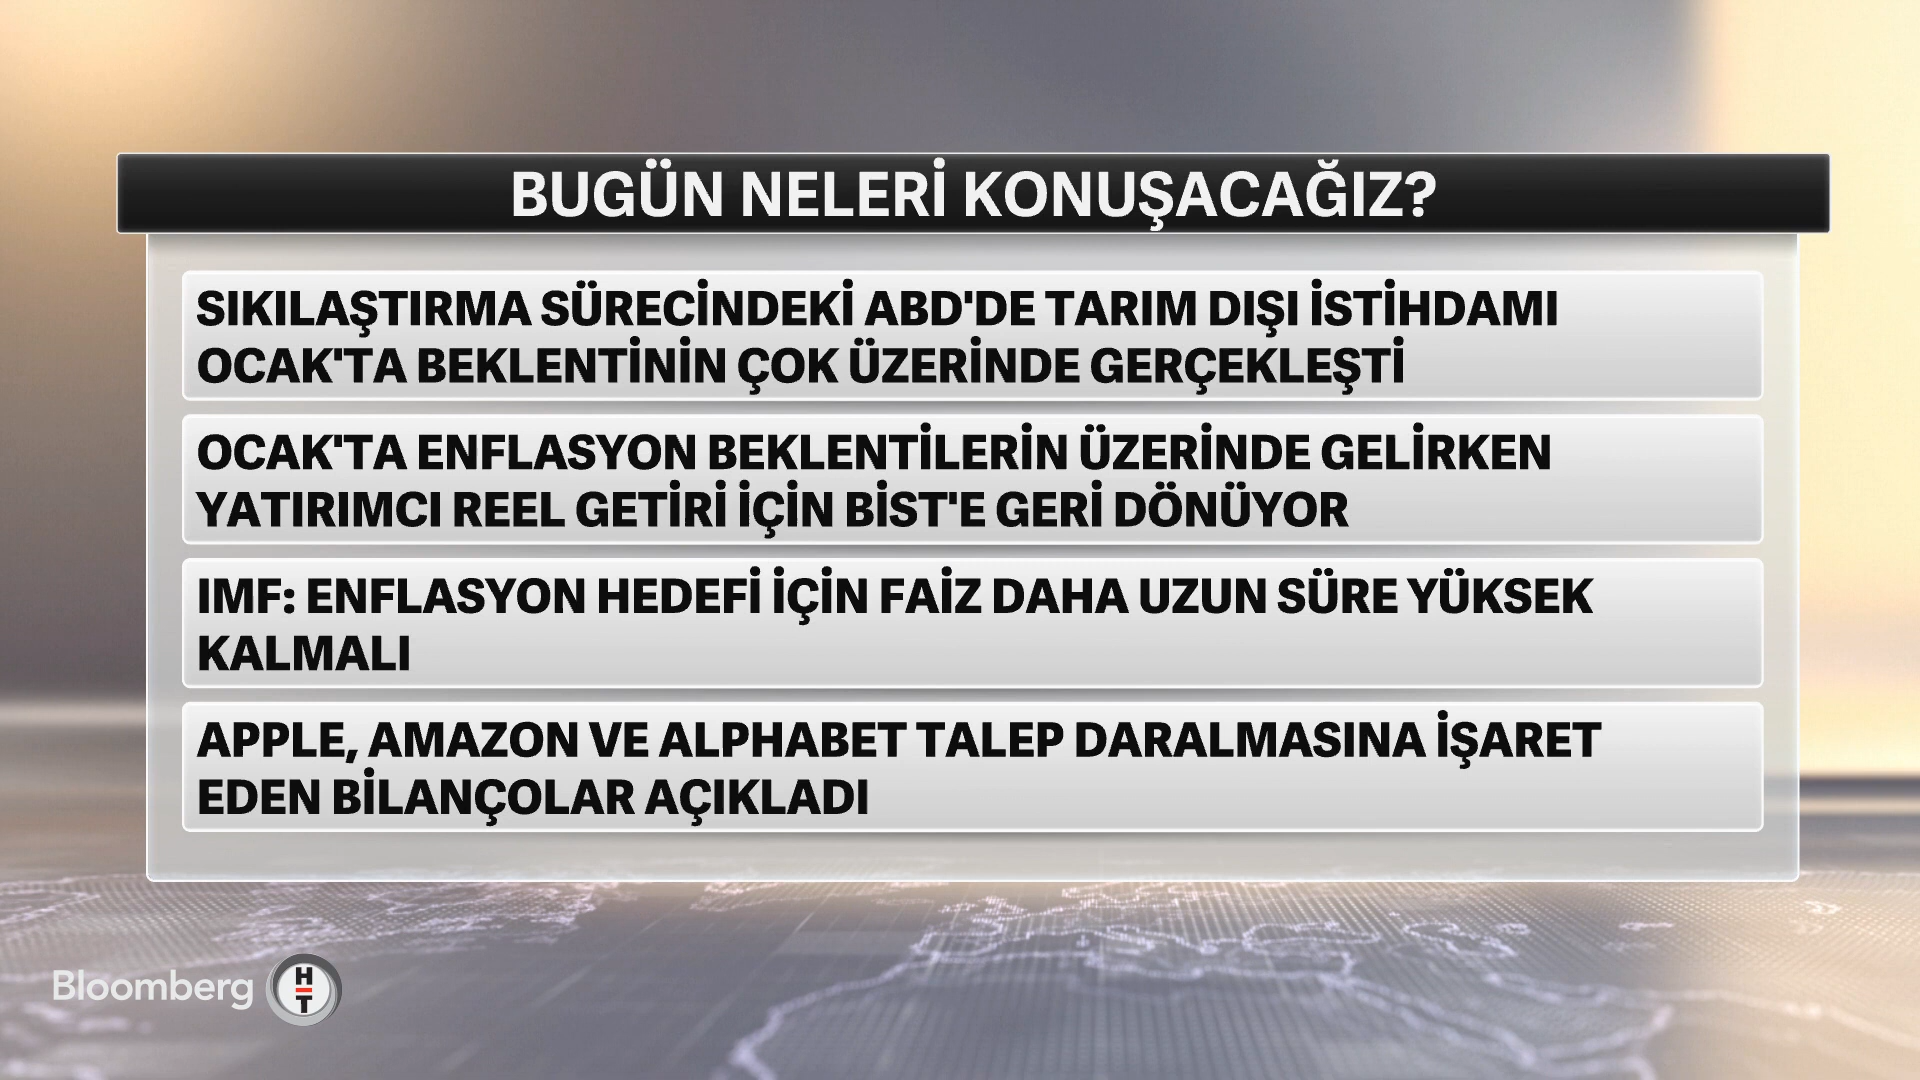 BUGÜN NELERİ KONUŞACAĞIZ?
SIKILAŞTIRMA SÜRECİNDEKİ ABD'DE TARIM DIŞI İSTİHDAMI
OCAK'TA BEKLENTİNİN ÇOK ÜZERİNDE GERÇEKLEŞTİ
OCAK'TA ENFLASYON BEKLENTİLERİN ÜZERİNDE GELİRKEN
YATIRIMCI REEL GETİRİ İÇİN BİST'E GERİ DÖNÜYOR
IMF: ENFLASYON HEDEFİ İÇİN FAİZ DAHA UZUN SÜRE YÜKSEK
KALMALI
APPLE, AMAZON VE ALPHABET TALEP DARALMASINA İŞARET
EDEN BİLANÇOLAR AÇIKLADI
Bloomberg HT